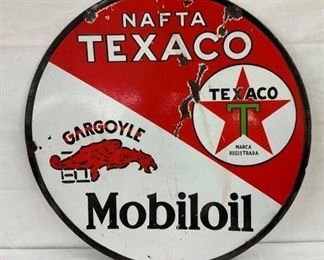 NAFTA
TEXACO
TEXACO
T
MARCA
REGISTRADA
GARGOYLE
Mobiloil